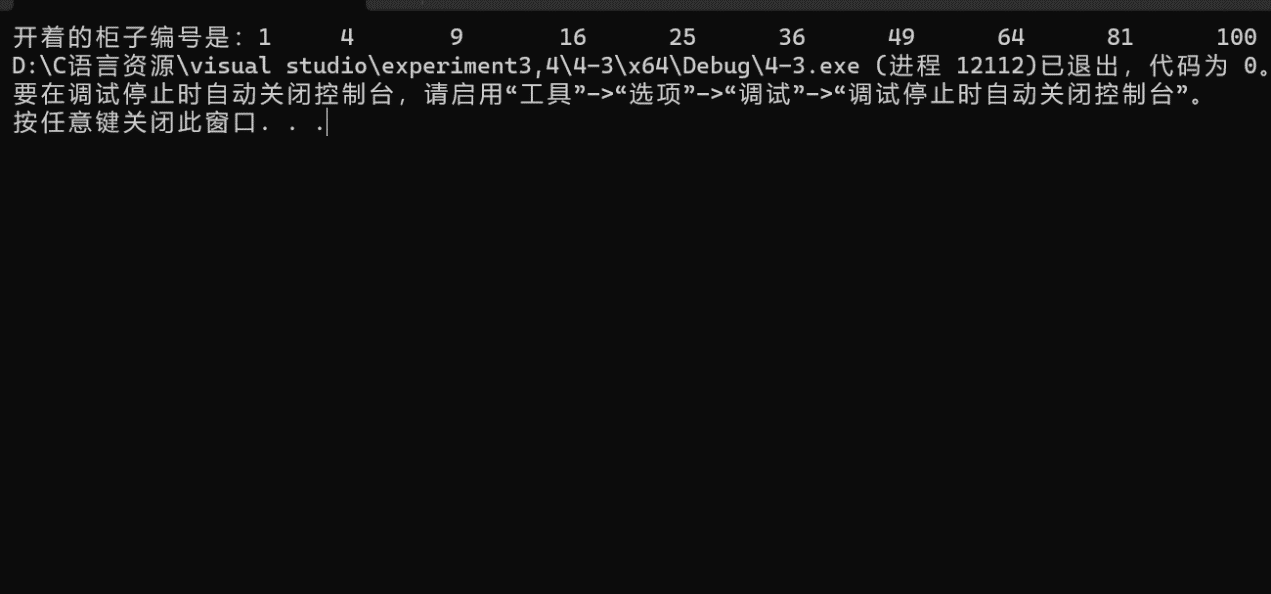 开着的柜子编号是：1 4 9 16 25 36 49 64 81 100
D:\C语言资源\visual studio\experiment3,4\4-3\x64\Debug\4-3.exe (进程 12112)已退出，代码为 0。
要在调试停止时自动关闭控制台，请启用“工具”->“选项”->“调试”->“调试停止时自动关闭控制台”。
按任意键关闭此窗口. . .